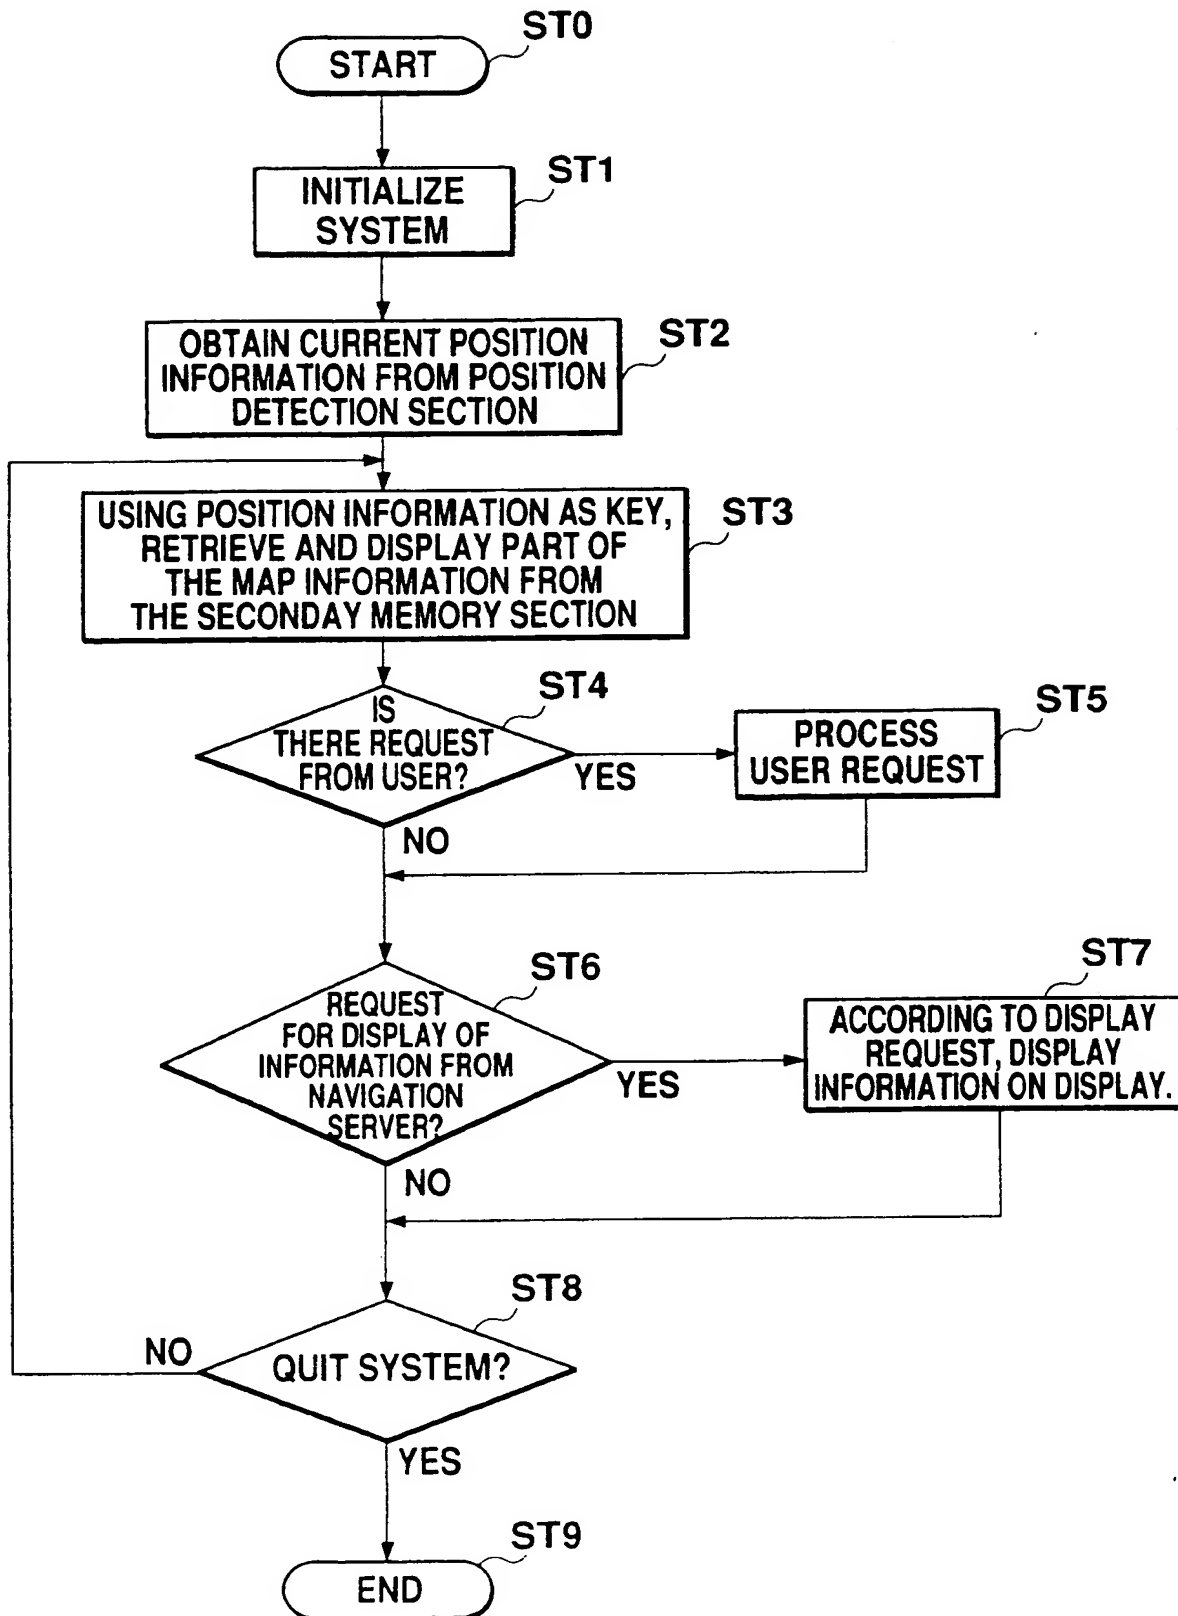 ST0
START
ST1
INITIALIZE
SYSTEM
ST2
OBTAIN CURRENT POSITION
INFORMATION FROM POSITION
DETECTION SECTION
ST3
USING POSITION INFORMATION AS KEY,
RETRIEVE AND DISPLAY PART OF
THE MAP INFORMATION FROM
THE SECONDAY MEMORY SECTION
ST4
IS
THERE REQUEST
FROM USER?
YES
NO
ST5
PROCESS
USER REQUEST
ST6
REQUEST
FOR DISPLAY OF
INFORMATION FROM
NAVIGATION
SERVER?
YES
NO
ST7
ACCORDING TO DISPLAY
REQUEST, DISPLAY
INFORMATION ON DISPLAY.
ST8
QUIT SYSTEM?
NO
YES
ST9
END